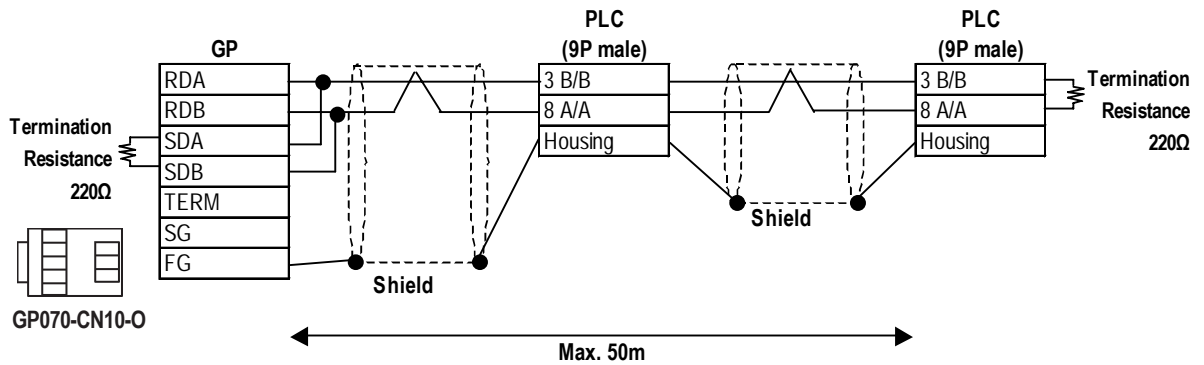 GP
RDA
RDB
SDA
SDB
TERM
SG
FG
Termination
Resistance
220Ω
GP070-CN10-O
Shield
PLC
(9P male)
3 B/B
8 A/A
Housing
Shield
PLC
(9P male)
3 B/B
8 A/A
Housing
Termination
Resistance
220Ω
Max. 50m